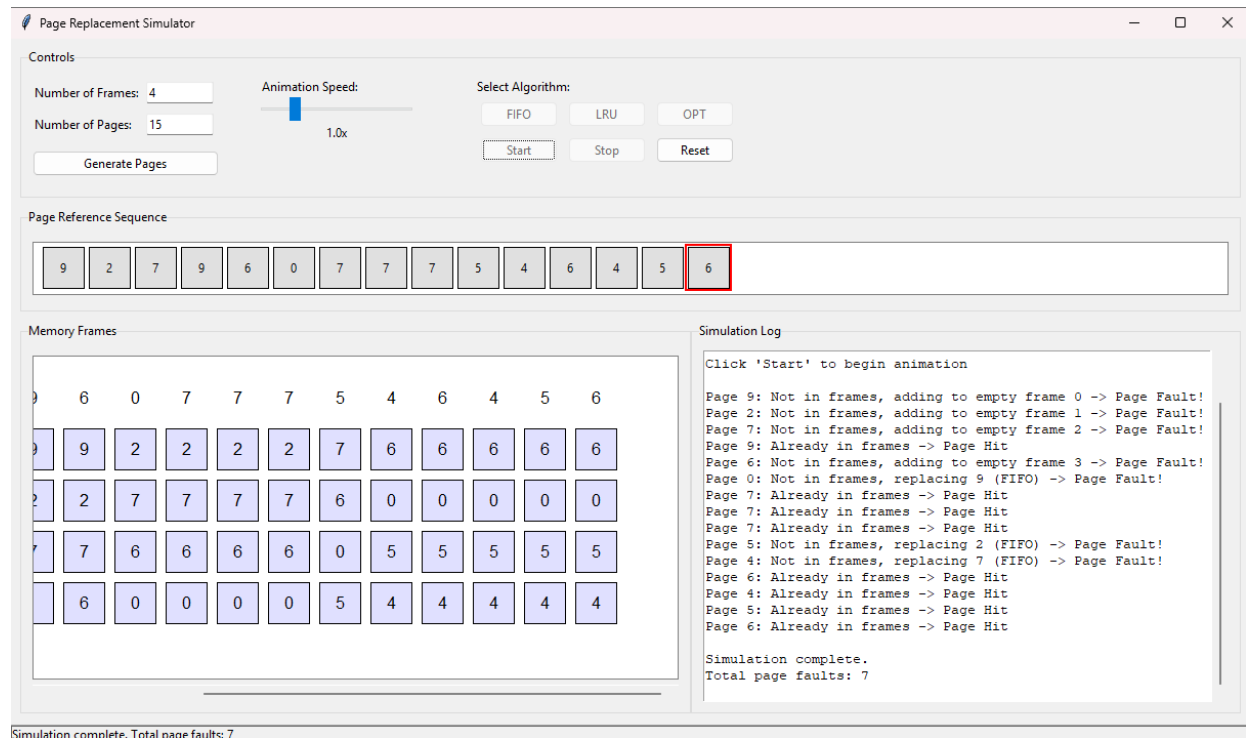 Page Replacement Simulator
Controls
Number of Frames: 4
Number of Pages: 15
Generate Pages
Animation Speed:
1.0x
Select Algorithm:
FIFO LRU OPT
Start Stop Reset
Page Reference Sequence
9 2 7 9 6 0 7 7 7 5 4 6 4 5 6
Memory Frames
9 6 0 7 7 7 5 4 6 4 5 6
9 9 2 2 2 2 7 6 6 6 6 6
2 2 7 7 7 7 6 0 0 0 0 0
7 7 6 6 6 6 0 5 5 5 5 5
6 0 0 0 0 5 4 4 4 4 4
Simulation Log
Click 'Start' to begin animation
Page 9: Not in frames, adding to empty frame 0 -> Page Fault!
Page 2: Not in frames, adding to empty frame 1 -> Page Fault!
Page 7: Not in frames, adding to empty frame 2 -> Page Fault!
Page 9: Already in frames -> Page Hit
Page 6: Not in frames, adding to empty frame 3 -> Page Fault!
Page 0: Not in frames, replacing 9 (FIFO) -> Page Fault!
Page 7: Already in frames -> Page Hit
Page 7: Already in frames -> Page Hit
Page 7: Already in frames -> Page Hit
Page 5: Not in frames, replacing 2 (FIFO) -> Page Fault!
Page 4: Not in frames, replacing 7 (FIFO) -> Page Fault!
Page 6: Already in frames -> Page Hit
Page 4: Already in frames -> Page Hit
Page 5: Already in frames -> Page Hit
Page 6: Already in frames -> Page Hit
Simulation complete.
Total page faults: 7
Simulation complete. Total page faults: 7